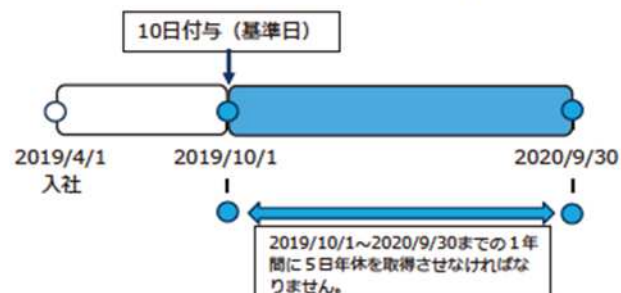 10日付与（基準日）
2019/4/1
入社
2019/10/1
2020/9/30
2019/10/1～2020/9/30までの１年
間に５日年休を取得させなければな
りません。